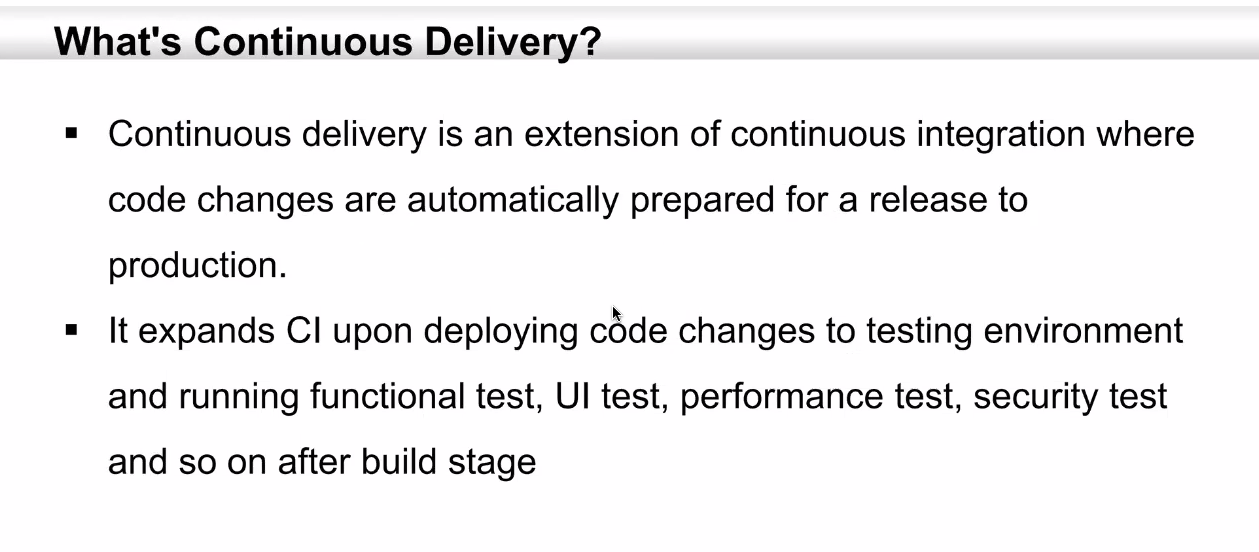 What's Continuous Delivery?
▪ Continuous delivery is an extension of continuous integration where
code changes are automatically prepared for a release to
production.
▪ It expands CI upon deploying code changes to testing environment
and running functional test, UI test, performance test, security test
and so on after build stage